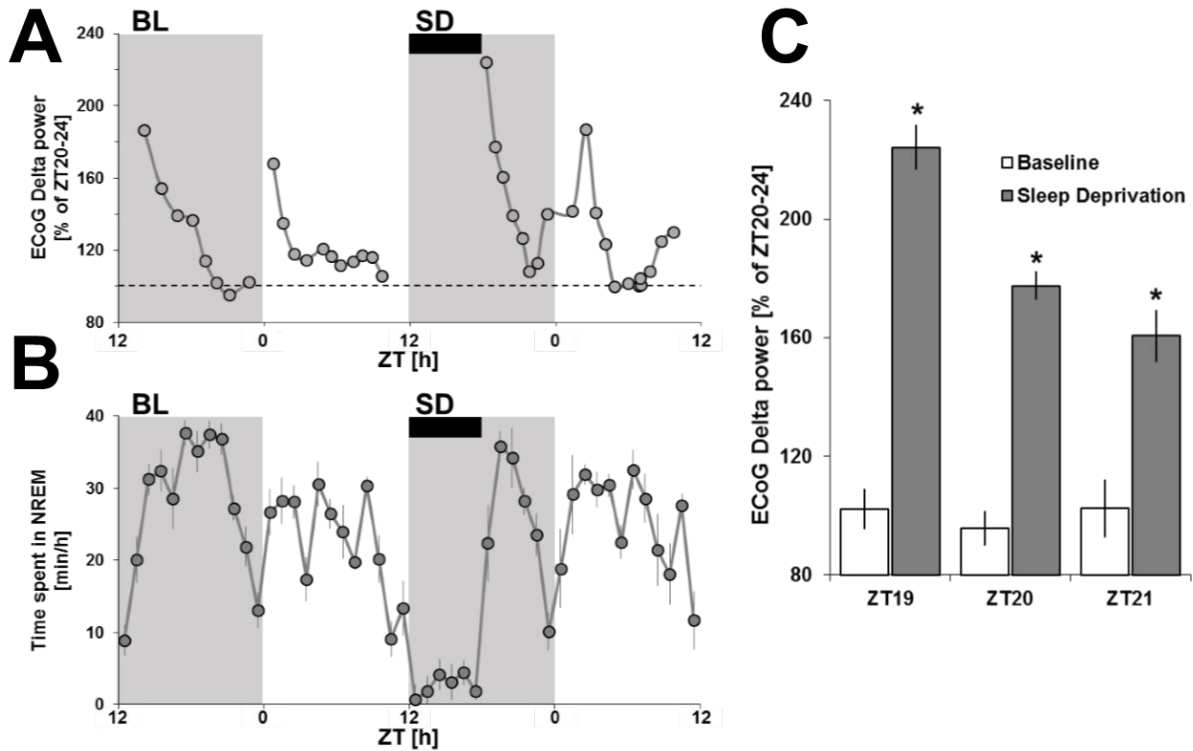 A
BL
SD
240
200
160
120
80
ECoG Delta power
[% of ZT20-24]
12
0
12
0
12
ZT [h]
B
BL
SD
40
30
20
10
0
Time spent in NREM
[min/h]
12
0
12
0
12
ZT [h]
C
240
200
160
120
80
ECoG Delta power [% of ZT20-24]
Baseline
Sleep Deprivation
*
*
*
ZT19
ZT20
ZT21